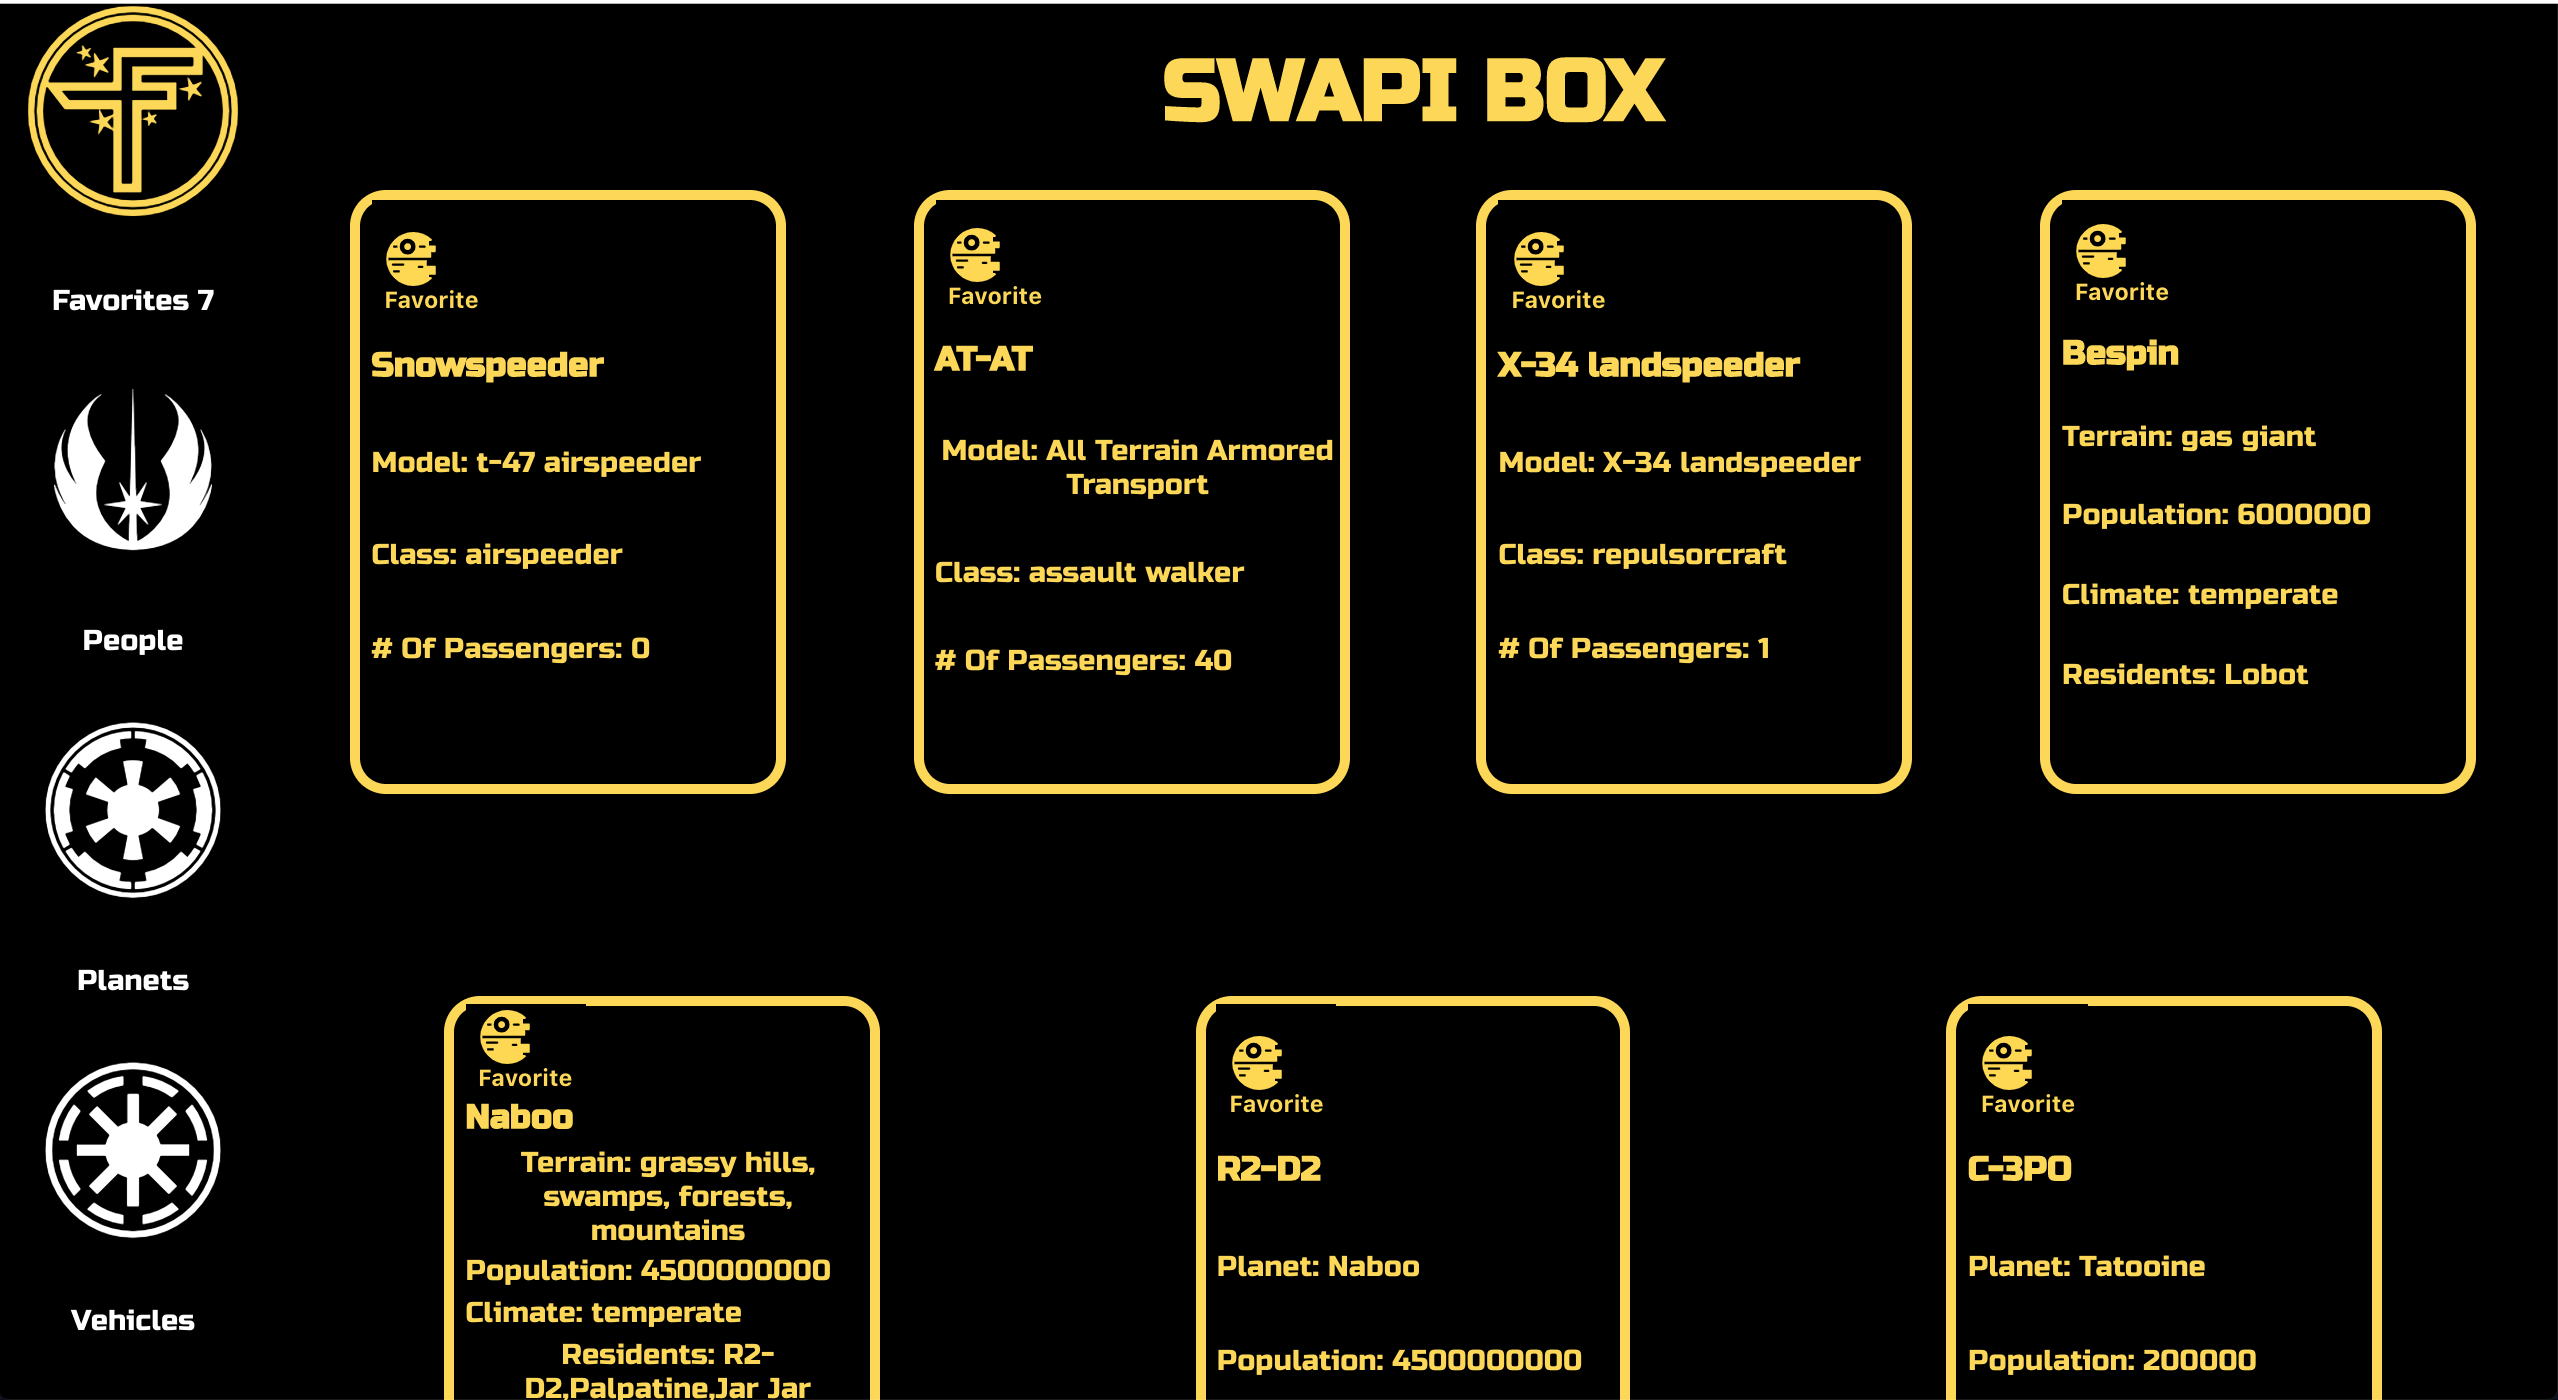 SWAPI BOX
Favorites 7
People
Planets
Vehicles
Favorite
Snowspeeder
Model: t-47 airspeeder
Class: airspeeder
# Of Passengers: 0
Favorite
AT-AT
Model: All Terrain Armored
Transport
Class: assault walker
# Of Passengers: 40
Favorite
X-34 landspeeder
Model: X-34 landspeeder
Class: repulsorcraft
# Of Passengers: 1
Favorite
Bespin
Terrain: gas giant
Population: 6000000
Climate: temperate
Residents: Lobot
Favorite
Naboo
Terrain: grassy hills,
swamps, forests,
mountains
Population: 4500000000
Climate: temperate
Residents: R2-
D2,Palpatine,Jar Jar
Favorite
R2-D2
Planet: Naboo
Population: 4500000000
Favorite
C-3PO
Planet: Tatooine
Population: 200000